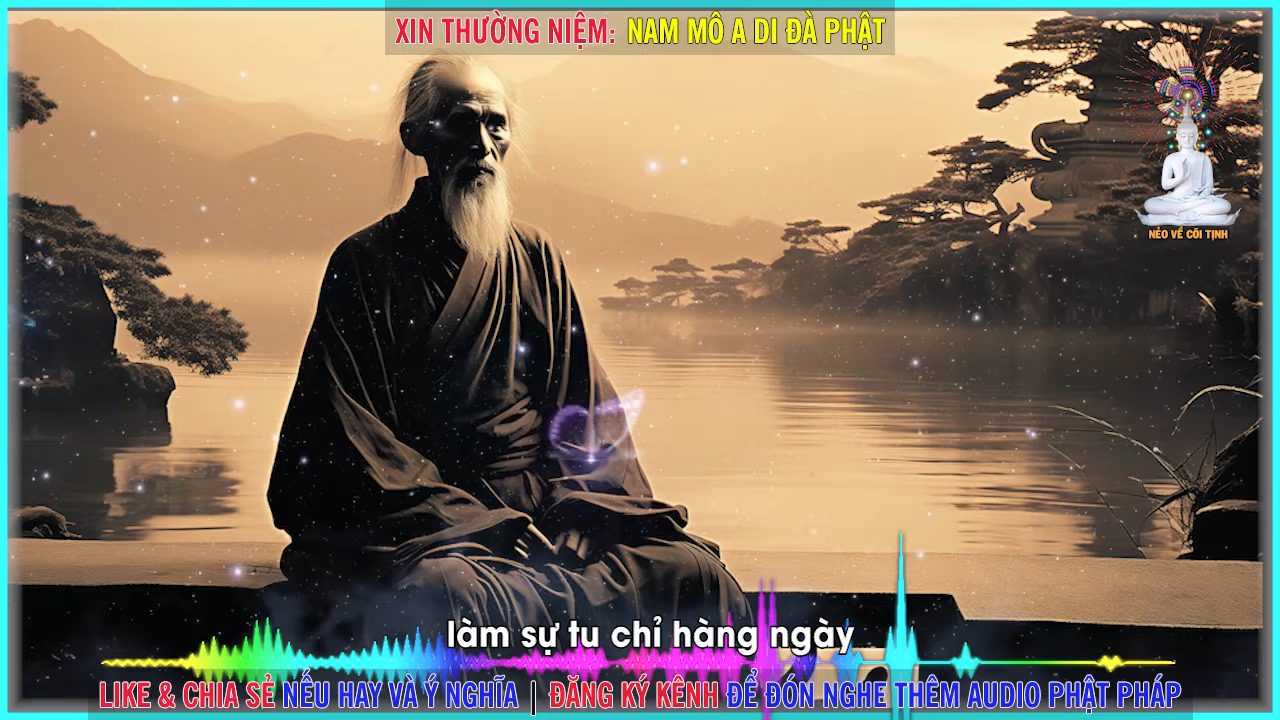 XIN THƯỜNG NIỆM: NAM MÔ A DI ĐÀ PHẬT
NẺO VỀ CÕI TỊNH
làm sự tu chỉ hàng ngày
LIKE & CHIA SẺ NẾU HAY VÀ Ý NGHĨA | ĐĂNG KÝ KÊNH ĐỂ ĐÓN NGHE THÊM AUDIO PHẬT PHÁP